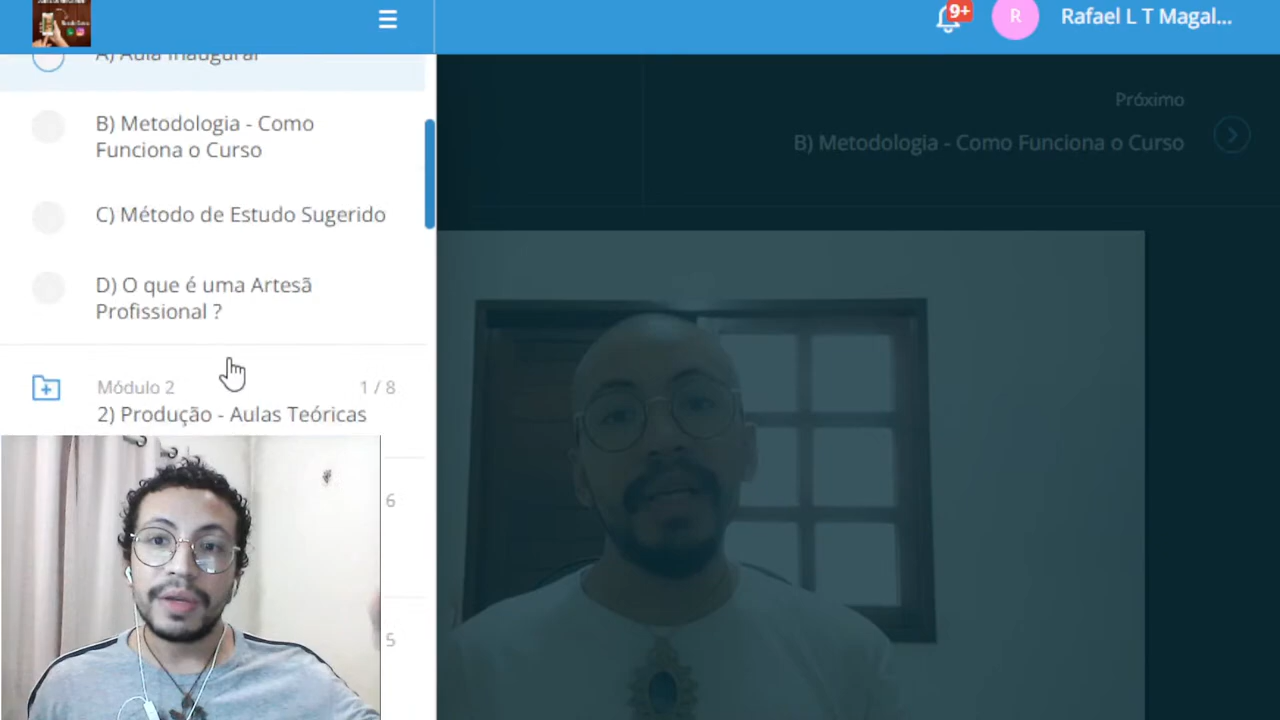 9+
R
Rafael L T Magal...
A) Aula Inaugural
B) Metodologia - Como
Funciona o Curso
C) Método de Estudo Sugerido
D) O que é uma Artesã
Profissional ?
Módulo 2
1 / 8
2) Produção - Aulas Teóricas
6
5
Próximo
B) Metodologia - Como Funciona o Curso